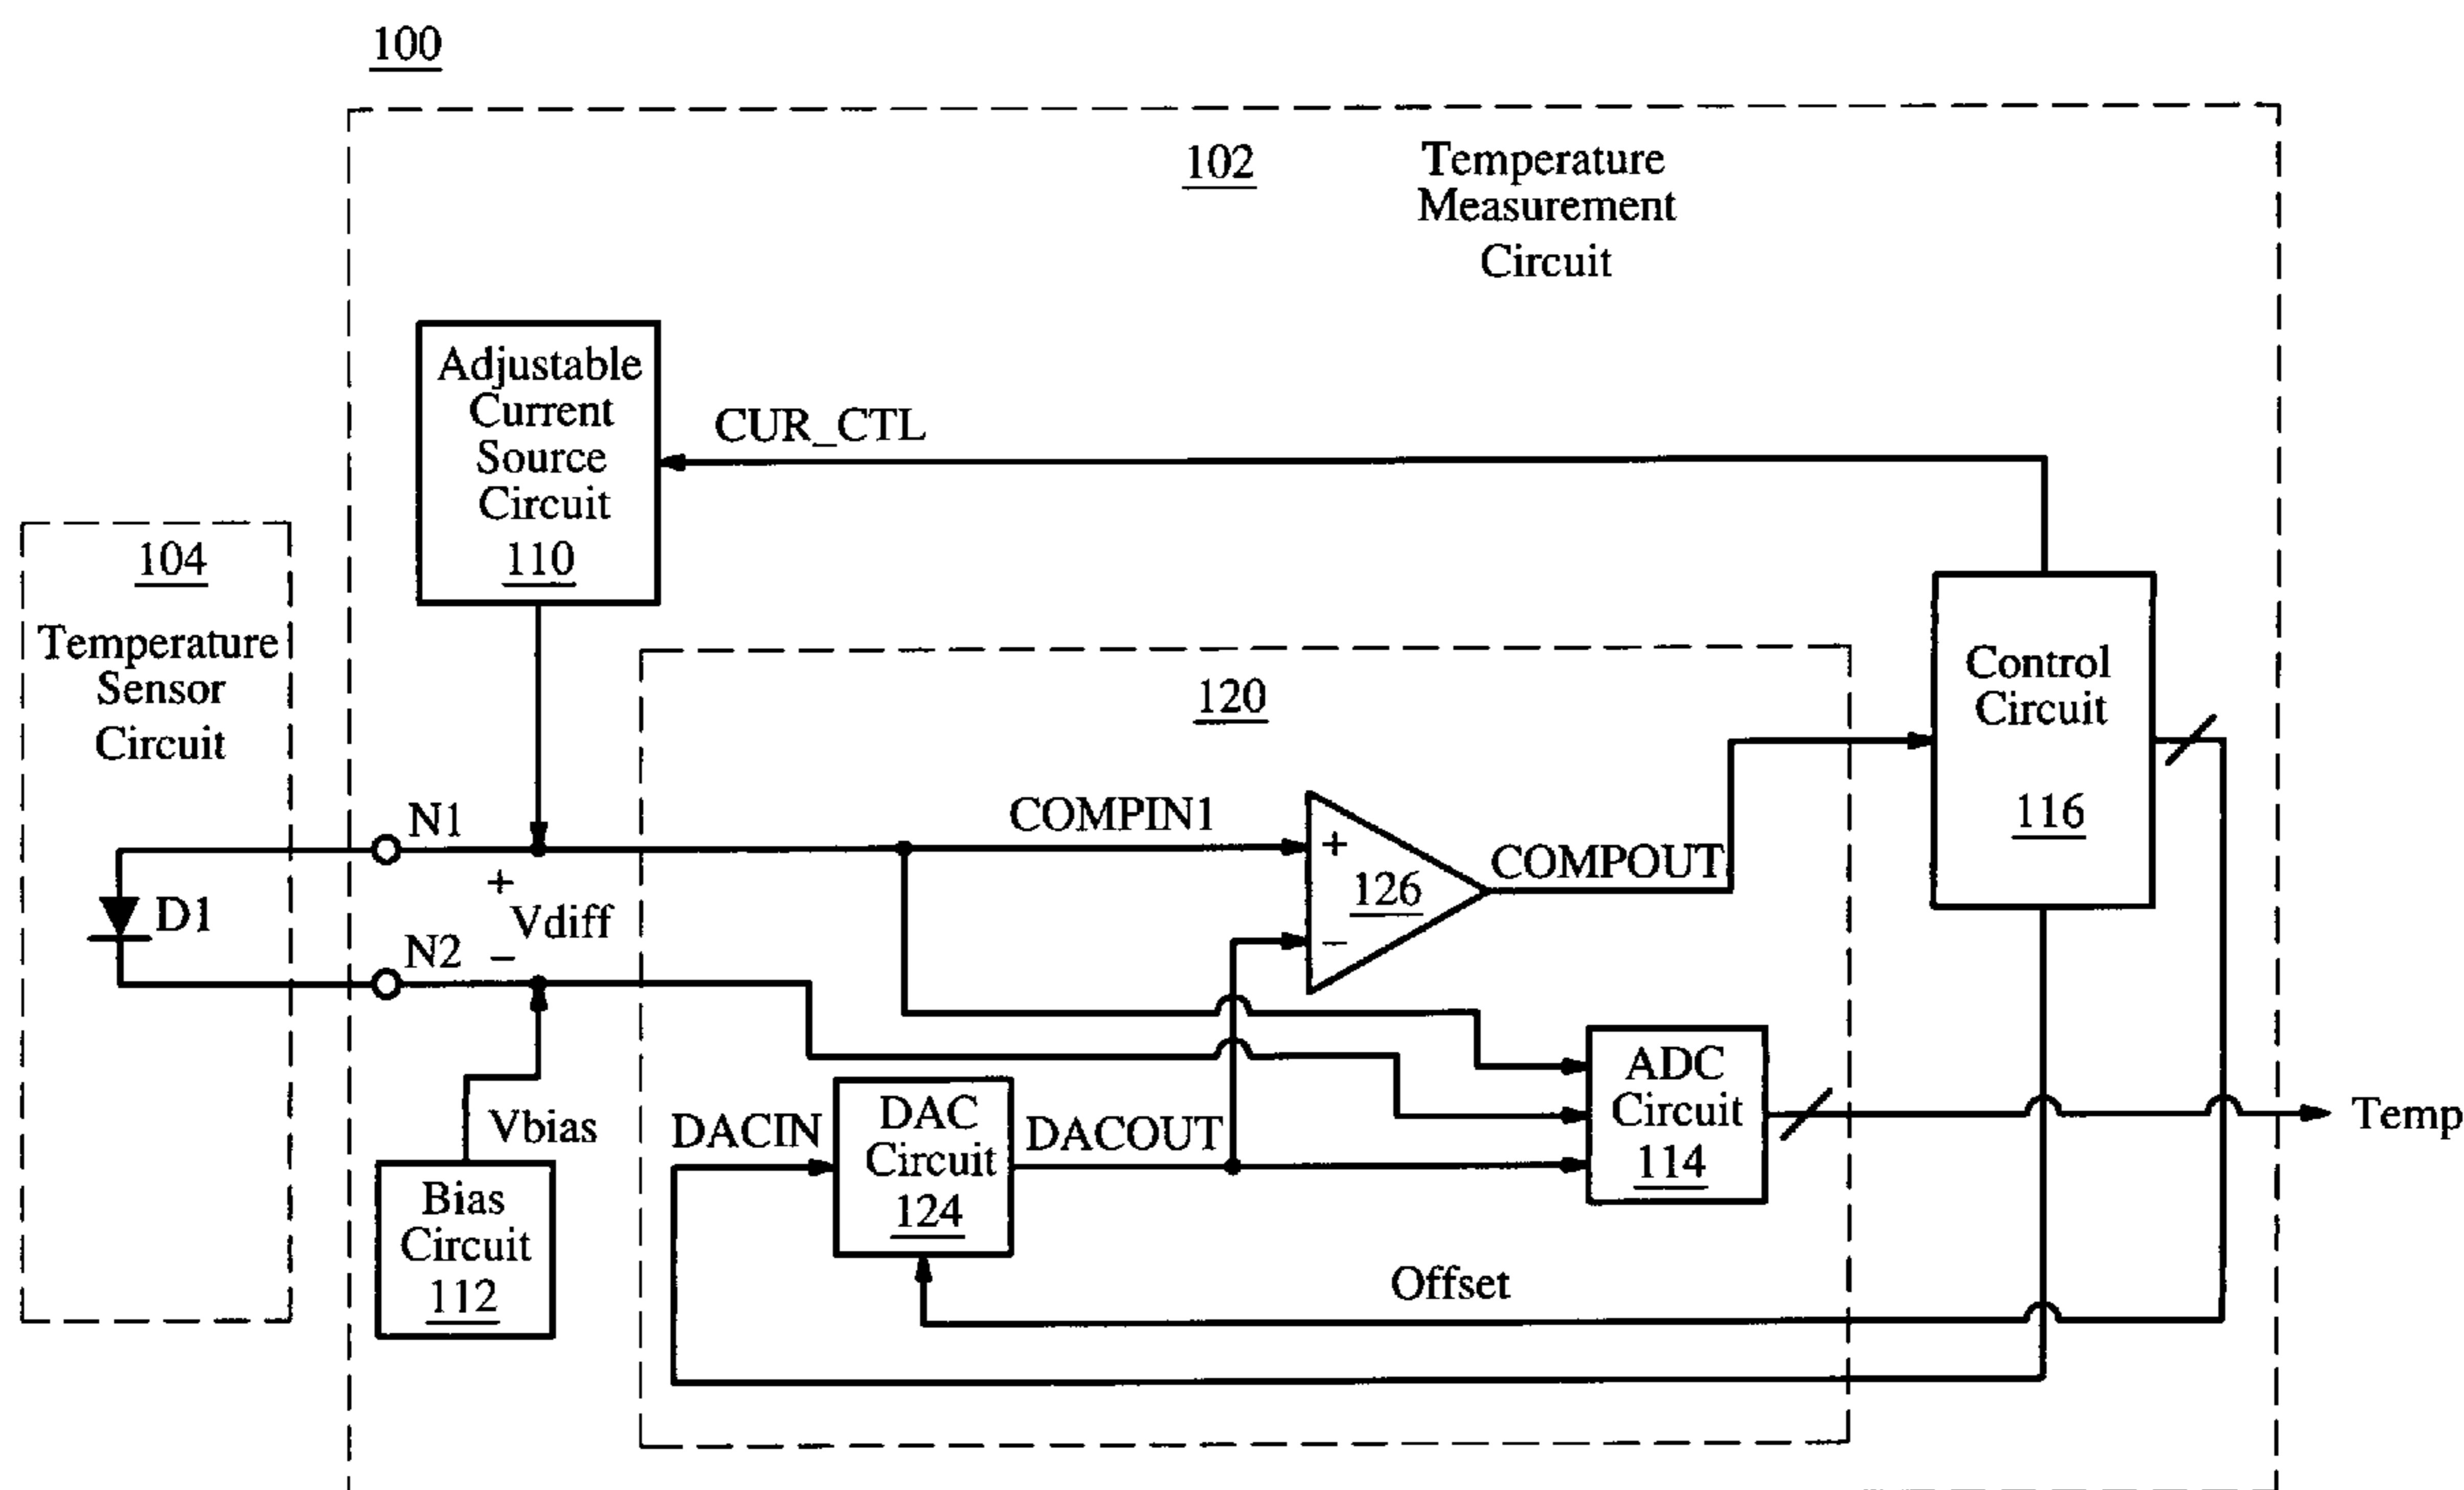 100
102
Temperature
Measurement
Circuit
Adjustable
Current
Source
Circuit
110
CUR_CTL
104
Temperature
Sensor
Circuit
120
Control
Circuit
116
N1
COMPIN1
+
126
−
COMPOUT
+
Vdiff
−
D1
N2
ADC
Circuit
114
Temp
Vbias
DACIN
DAC
Circuit
124
DACOUT
Bias
Circuit
112
Offset